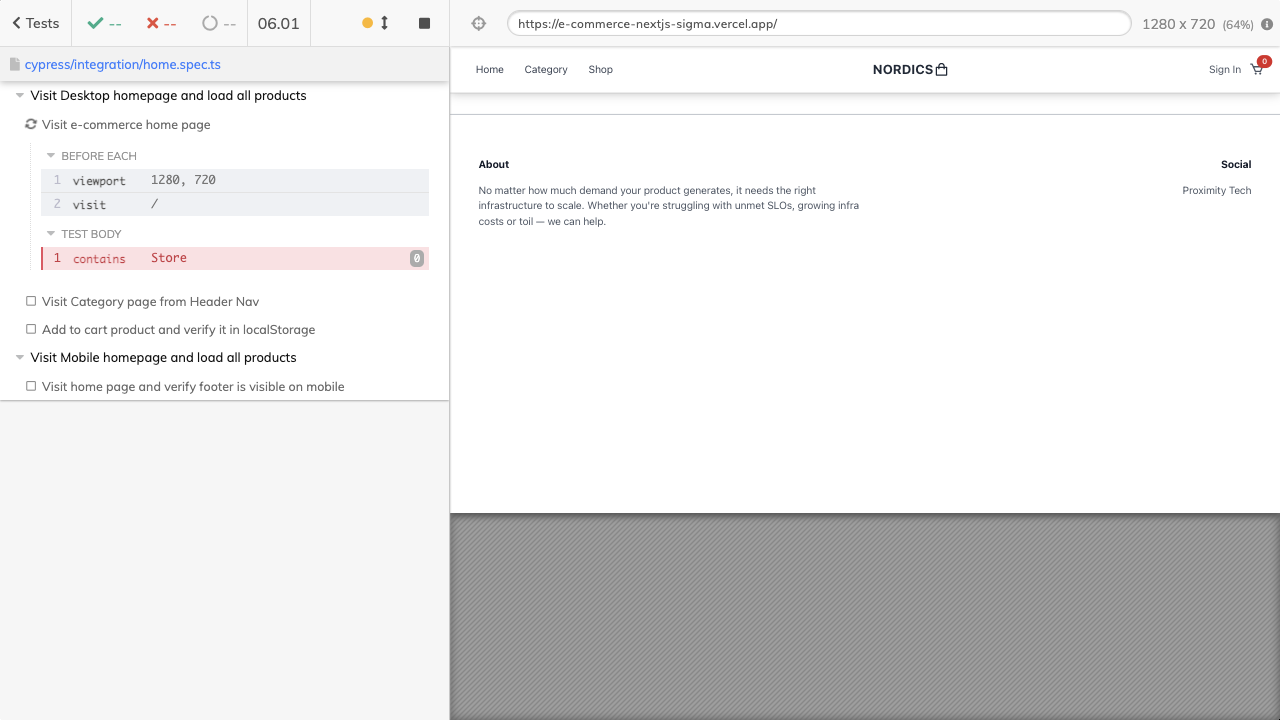 Tests
--
--
--
06.01
cypress/integration/home.spec.ts
Visit Desktop homepage and load all products
Visit e-commerce home page
BEFORE EACH
1 viewport 1280, 720
2 visit /
TEST BODY
1 contains Store 0
Visit Category page from Header Nav
Add to cart product and verify it in localStorage
Visit Mobile homepage and load all products
Visit home page and verify footer is visible on mobile
https://e-commerce-nextjs-sigma.vercel.app/
1280 x 720 (64%)
Home Category Shop
NORDICS
Sign In 0
About
No matter how much demand your product generates, it needs the right
infrastructure to scale. Whether you're struggling with unmet SLOs, growing infra
costs or toil — we can help.
Social
Proximity Tech